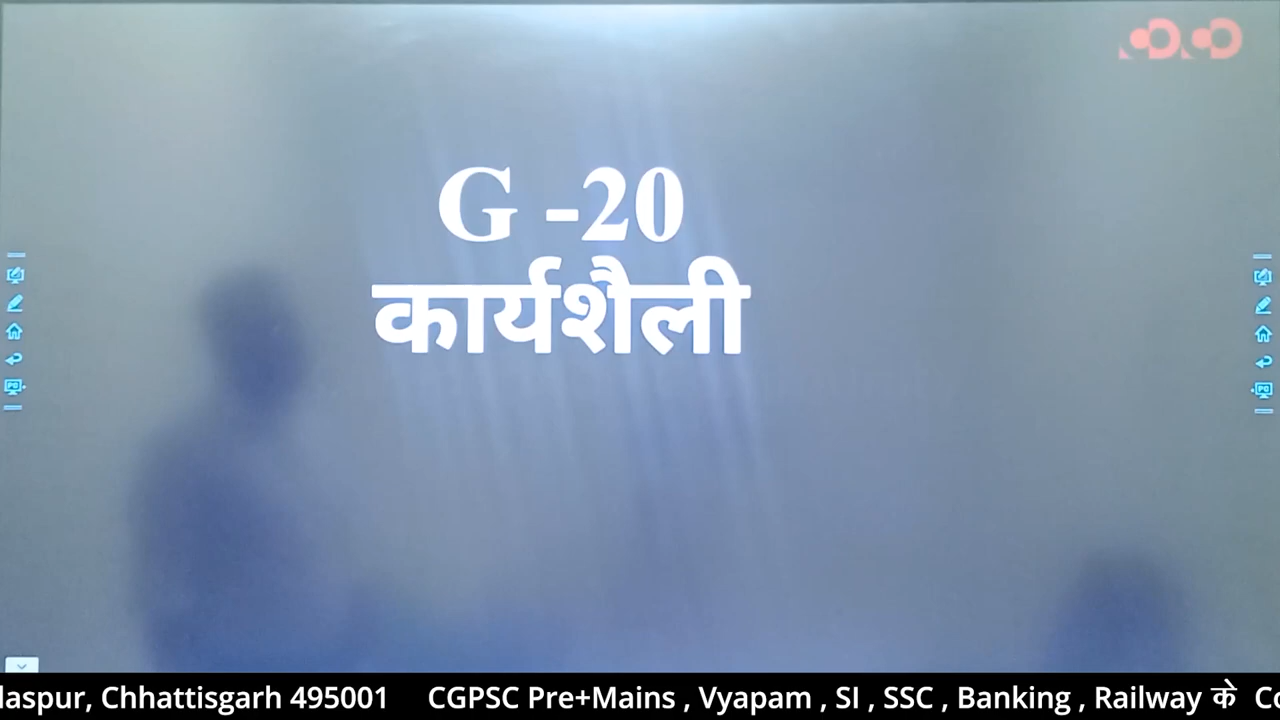 G -20
कार्यशैली
laspur, Chhattisgarh 495001 CGPSC Pre+Mains , Vyapam , SI , SSC , Banking , Railway के Co